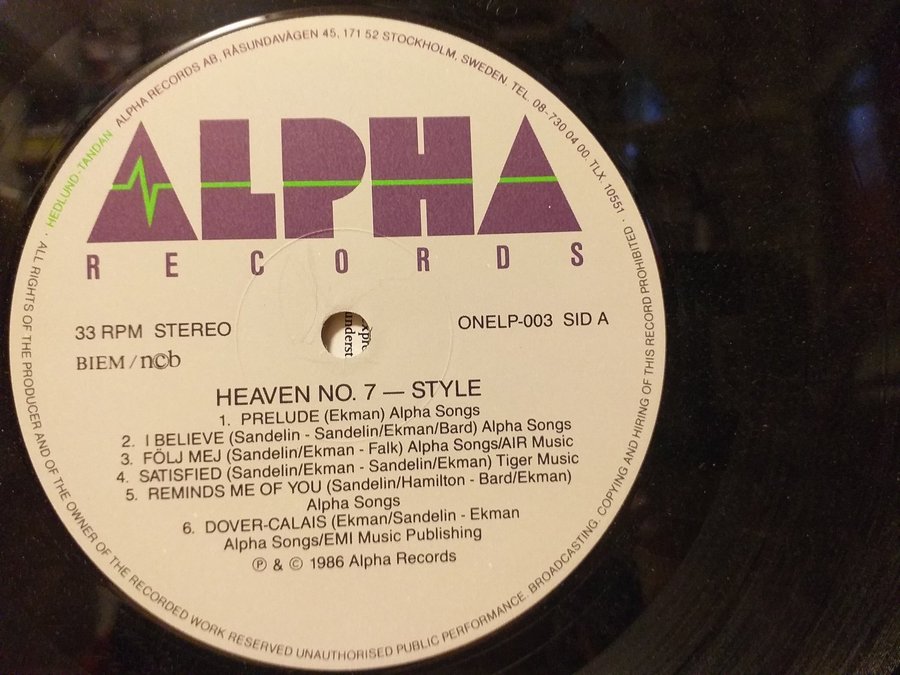 HEDLUND-TANDAN ALPHA RECORDS AB, RÅSUNDAVÄGEN 45, 171 52 STOCKHOLM, SWEDEN. TEL. 08-730 04 00. TLX. 10551 ·
ALPHA
RECORDS
33 RPM STEREO
ONELP-003 SID A
BIEM/ncb
xpre
underst
HEAVEN NO. 7 — STYLE
1. PRELUDE (Ekman) Alpha Songs
2. I BELIEVE (Sandelin - Sandelin/Ekman/Bard) Alpha Songs
3. FÖLJ MEJ (Sandelin/Ekman - Falk) Alpha Songs/AIR Music
4. SATISFIED (Sandelin/Ekman - Sandelin/Ekman) Tiger Music
5. REMINDS ME OF YOU (Sandelin/Hamilton - Bard/Ekman)
Alpha Songs
6. DOVER-CALAIS (Ekman/Sandelin - Ekman
Alpha Songs/EMI Music Publishing
Ⓟ & © 1986 Alpha Records
· ALL RIGHTS OF THE PRODUCER AND OF THE OWNER OF THE RECORDED WORK RESERVED UNAUTHORISED PUBLIC PERFORMANCE. BROADCASTING. COPYING AND HIRING OF THIS RECORD PROHIBITED